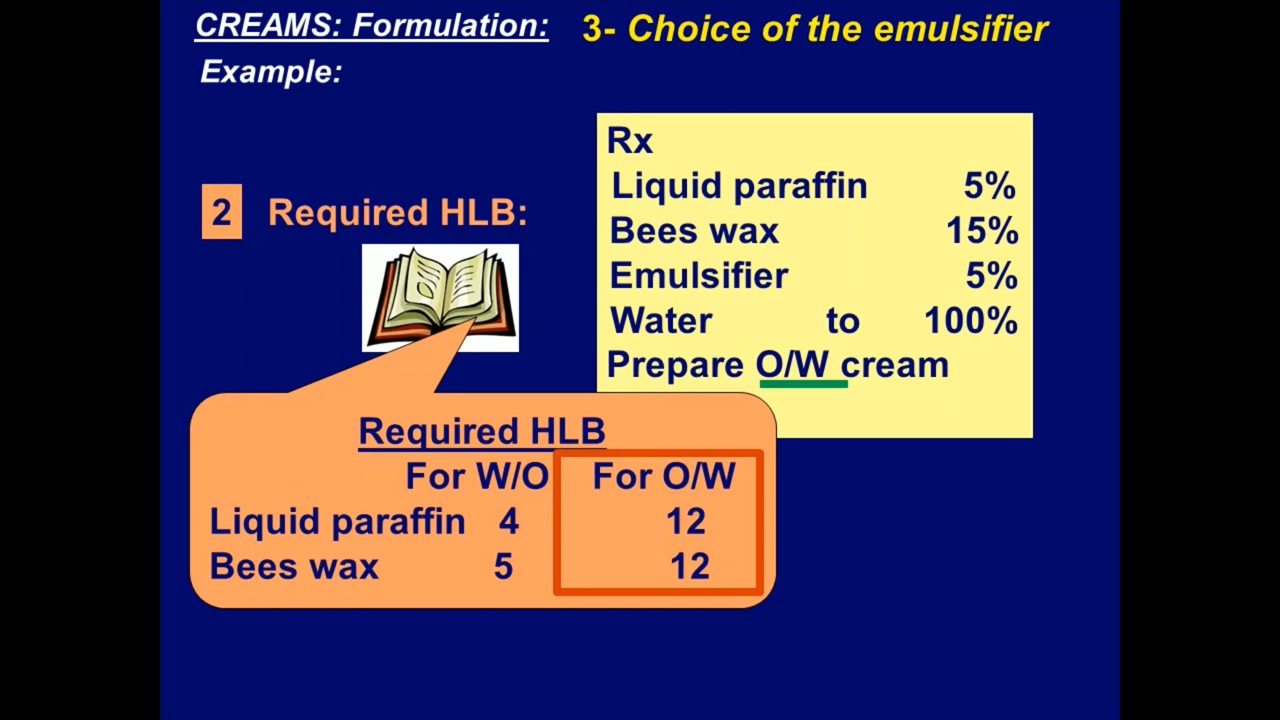 CREAMS: Formulation: 3- Choice of the emulsifier
Example:
Rx
Liquid paraffin 5%
Bees wax 15%
Emulsifier 5%
Water to 100%
Prepare O/W cream
2 Required HLB:
Required HLB
For W/O For O/W
Liquid paraffin 4 12
Bees wax 5 12